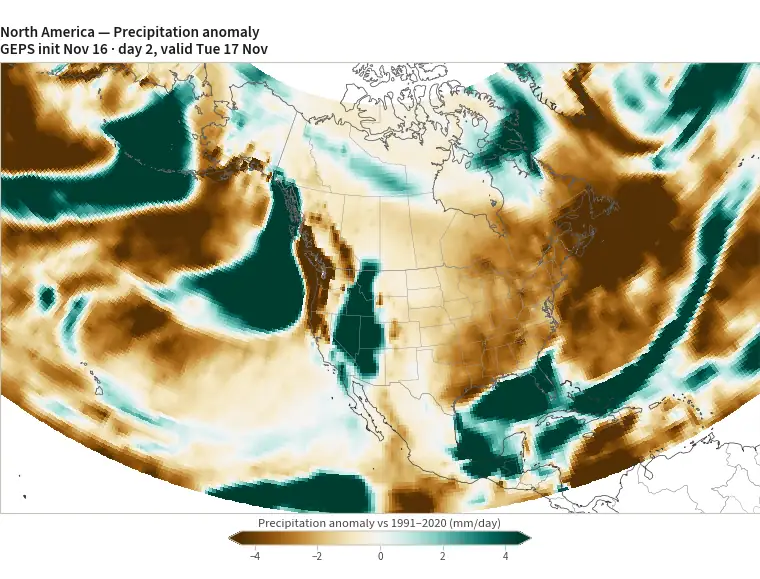 North America — Precipitation anomaly
GEPS init Nov 16 · day 2, valid Tue 17 Nov
Precipitation anomaly vs 1991–2020 (mm/day)
−4 −2 0 2 4